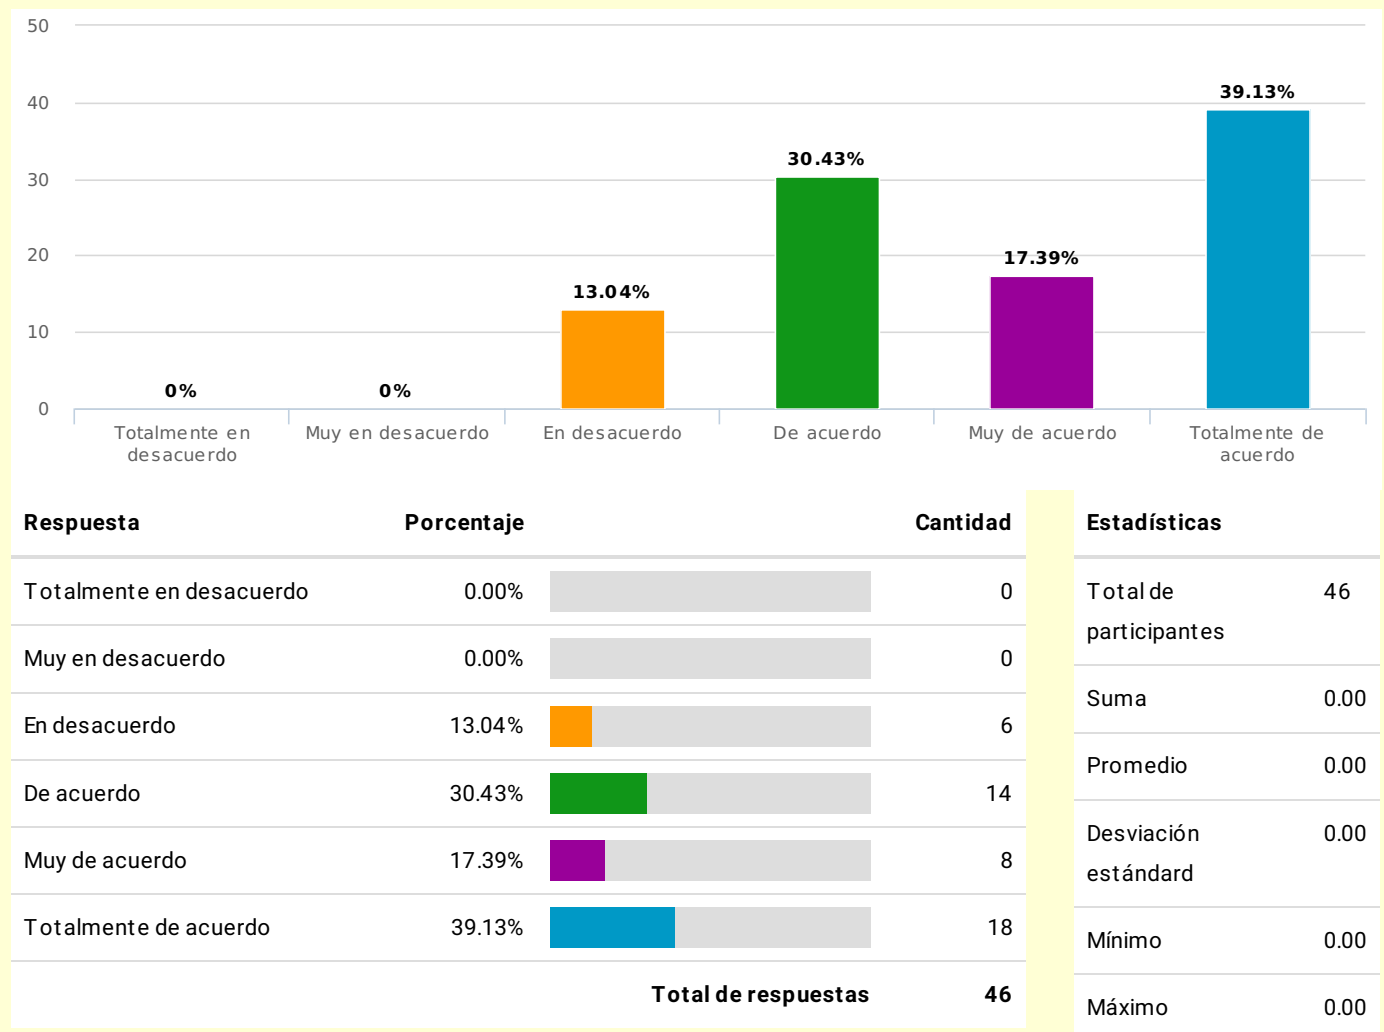 50
40
30
20
10
0
0%
0%
13.04%
30.43%
17.39%
39.13%
Totalmente en
desacuerdo
Muy en desacuerdo
En desacuerdo
De acuerdo
Muy de acuerdo
Totalmente de
acuerdo
Respuesta Porcentaje Cantidad
Totalmente en desacuerdo 0.00% 0
Muy en desacuerdo 0.00% 0
En desacuerdo 13.04% 6
De acuerdo 30.43% 14
Muy de acuerdo 17.39% 8
Totalmente de acuerdo 39.13% 18
Total de respuestas 46
Estadísticas
Total de 46
participantes
Suma 0.00
Promedio 0.00
Desviación 0.00
estándard
Mínimo 0.00
Máximo 0.00